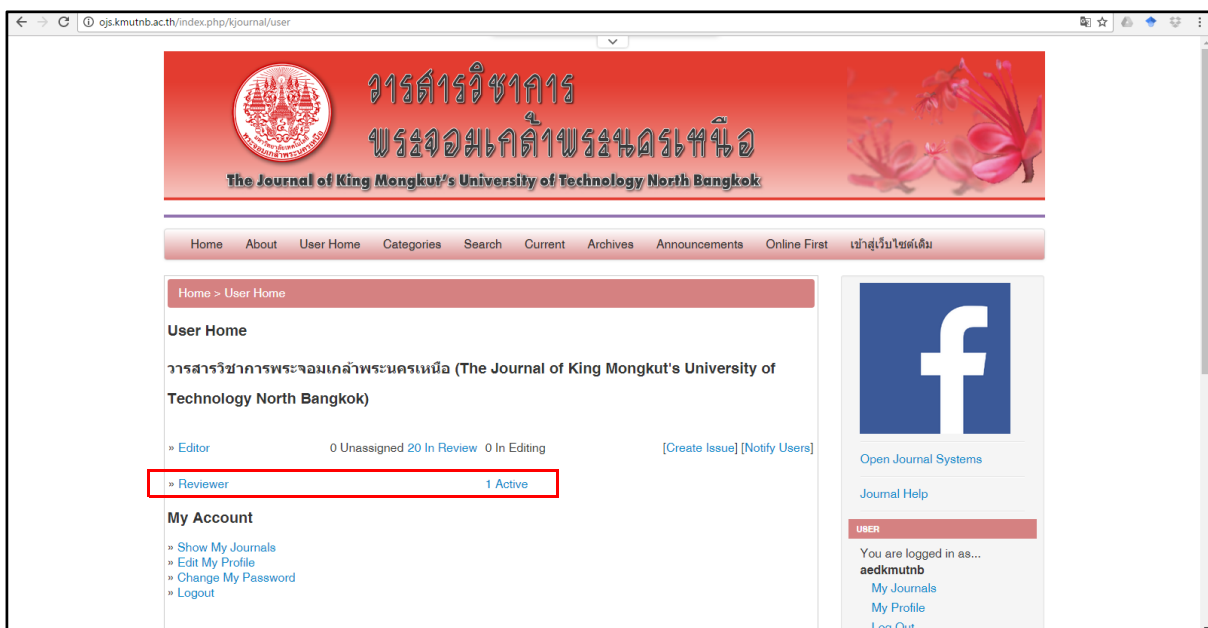 ojs.kmutnb.ac.th/index.php/kjournal/user
วารสารวิชาการ
พระจอมเกล้าพระนครเหนือ
The Journal of King Mongkut's University of Technology North Bangkok
Home About User Home Categories Search Current Archives Announcements Online First เข้าสู่เว็บไซต์เดิม
Home > User Home
User Home
วารสารวิชาการพระจอมเกล้าพระนครเหนือ (The Journal of King Mongkut's University of
Technology North Bangkok)
» Editor 0 Unassigned 20 In Review 0 In Editing [Create Issue] [Notify Users]
» Reviewer 1 Active
My Account
» Show My Journals
» Edit My Profile
» Change My Password
» Logout
f
Open Journal Systems
Journal Help
USER
You are logged in as...
aedkmutnb
My Journals
My Profile
Log Out